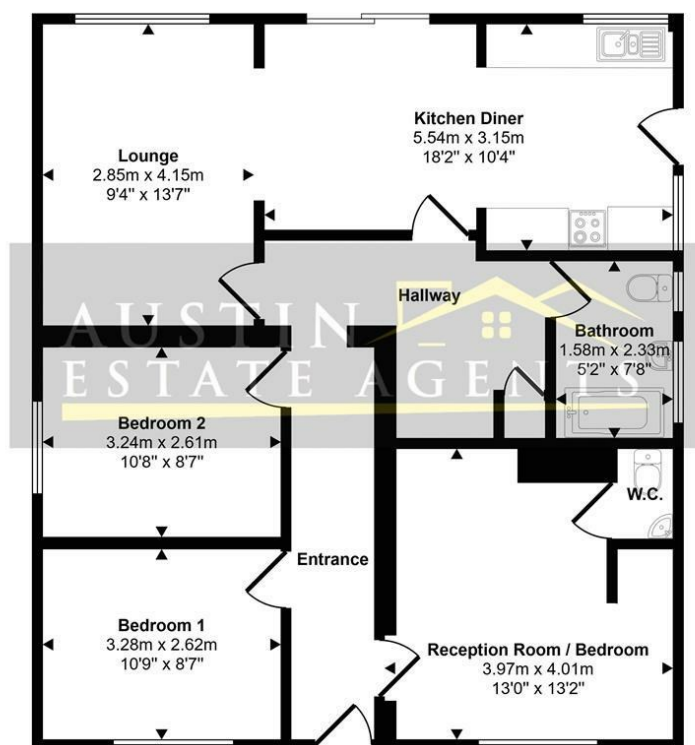 Lounge
2.85m x 4.15m
9'4" x 13'7"
Kitchen Diner
5.54m x 3.15m
18'2" x 10'4"
Hallway
AUSTIN
ESTATE AGENTS
Bathroom
1.58m x 2.33m
5'2" x 7'8"
Bedroom 2
3.24m x 2.61m
10'8" x 8'7"
W.C.
Entrance
Bedroom 1
3.28m x 2.62m
10'9" x 8'7"
Reception Room / Bedroom
3.97m x 4.01m
13'0" x 13'2"